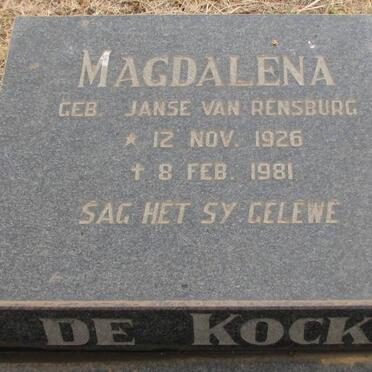 MAGDALENA
GEB. JANSE VAN RENSBURG
* 12 NOV. 1926
✝ 8 FEB. 1981
SAG HET SY GELEWE
DE KOCK